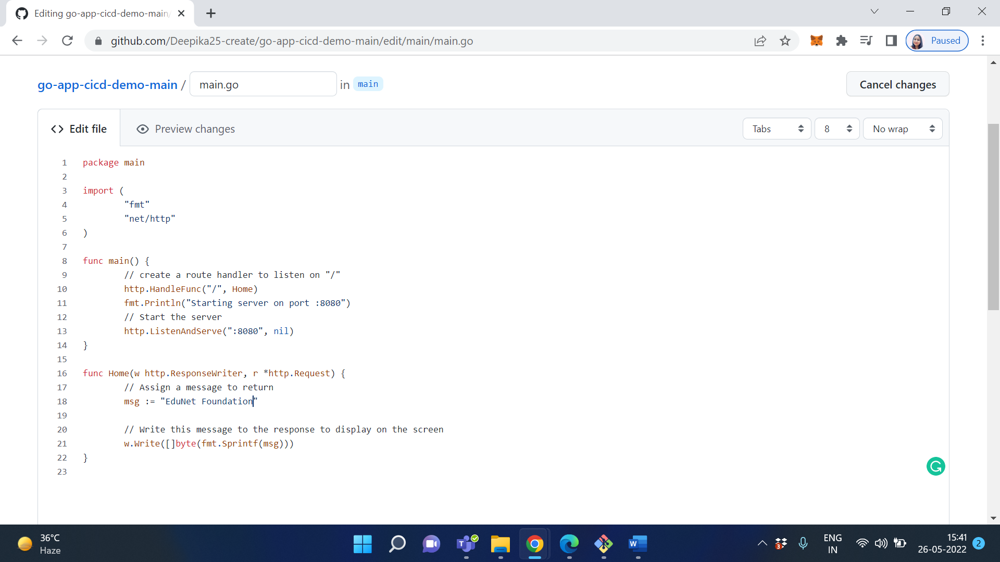 Editing go-app-cicd-demo-main/
github.com/Deepika25-create/go-app-cicd-demo-main/edit/main/main.go
Paused
go-app-cicd-demo-main / main.go in main
Cancel changes
<> Edit file
Preview changes
Tabs
8
No wrap
1 package main
2
3 import (
4 "fmt"
5 "net/http"
6 )
7
8 func main() {
9 // create a route handler to listen on "/"
10 http.HandleFunc("/", Home)
11 fmt.Println("Starting server on port :8080")
12 // Start the server
13 http.ListenAndServe(":8080", nil)
14 }
15
16 func Home(w http.ResponseWriter, r *http.Request) {
17 // Assign a message to return
18 msg := "EduNet Foundation"
19
20 // Write this message to the response to display on the screen
21 w.Write([]byte(fmt.Sprintf(msg)))
22 }
23
36°C
Haze
T
W
3
ENG
IN
15:41
26-05-2022
2